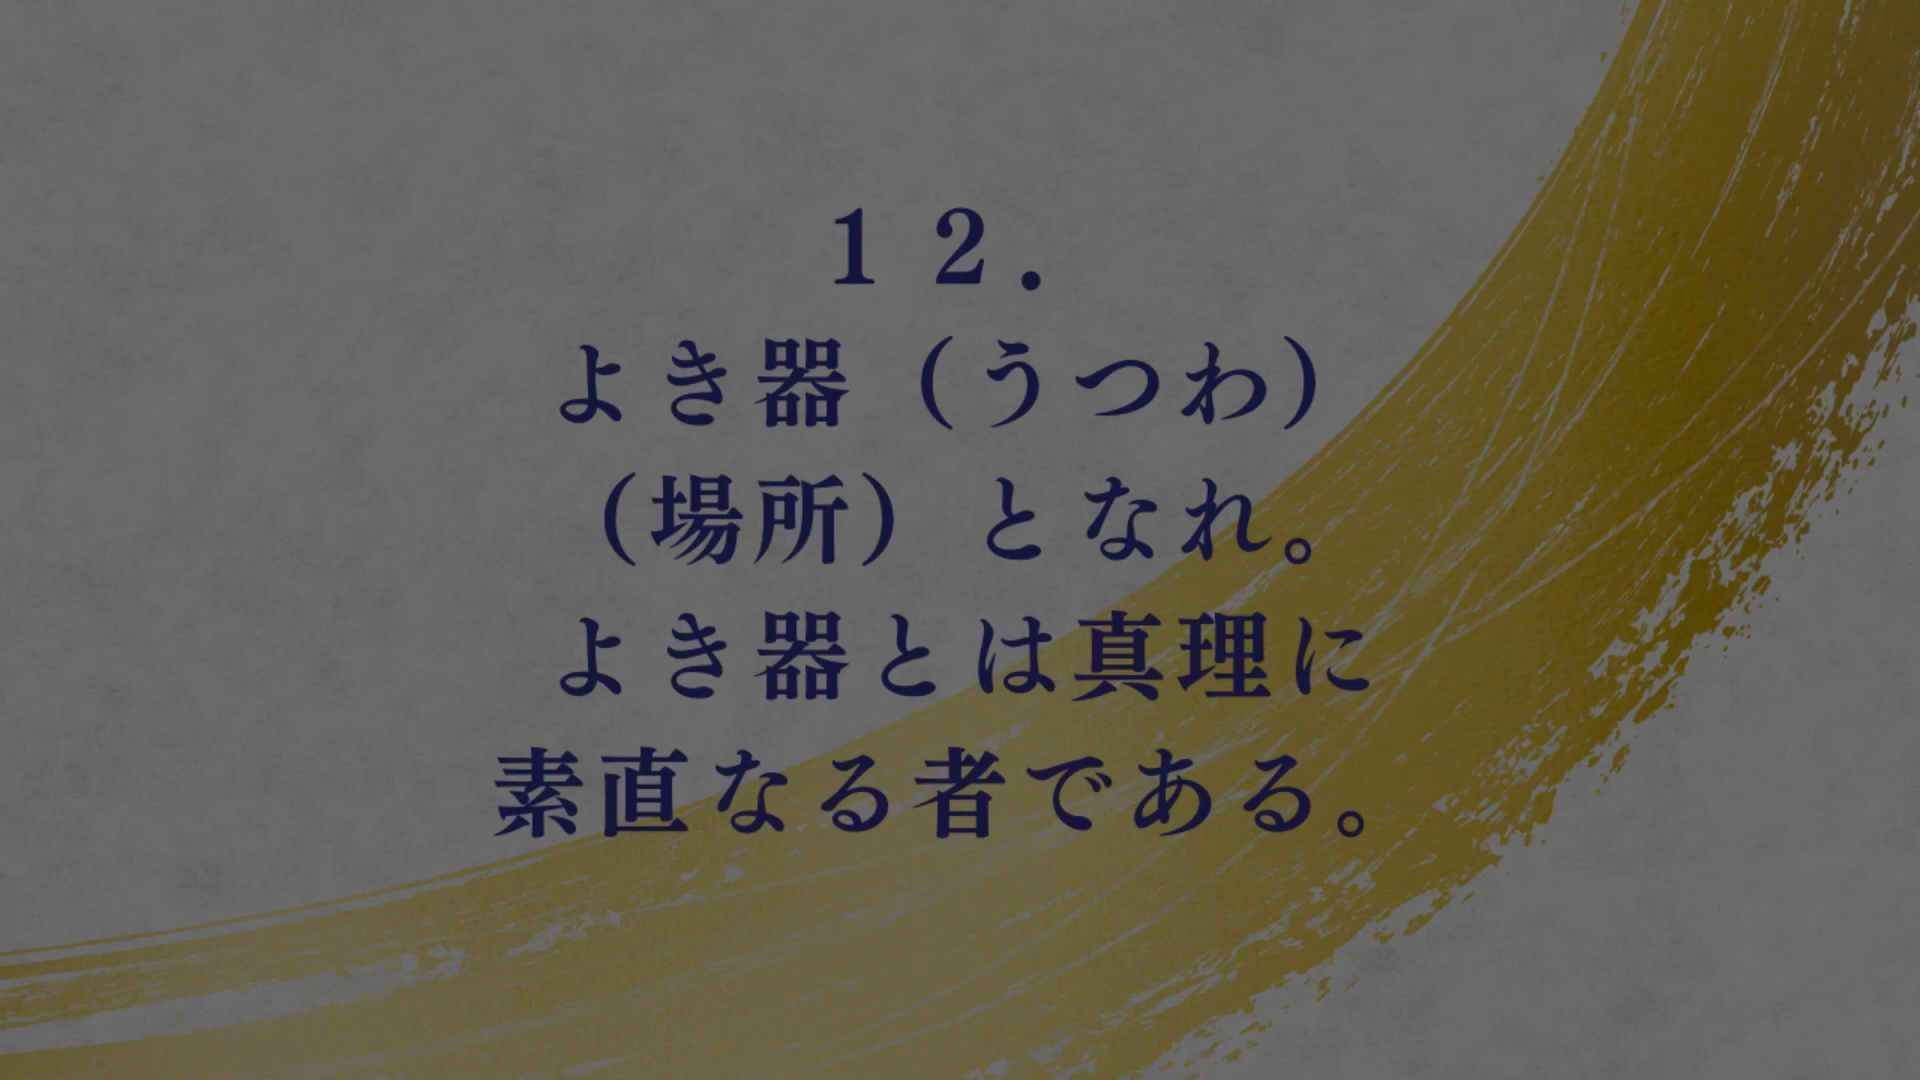 １２．
よき器（うつわ）
（場所）となれ。
よき器とは真理に
素直なる者である。